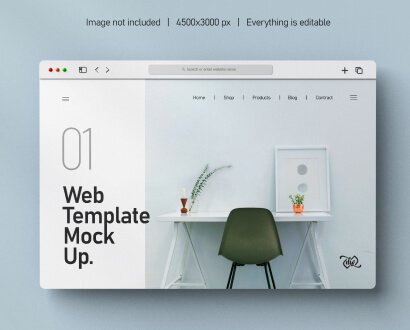 Image not included | 4500x3000 px | Everything is editable
Search or enter website name
Home | Shop | Products | Blog | Contract
01
Web
Template
Mock
Up.